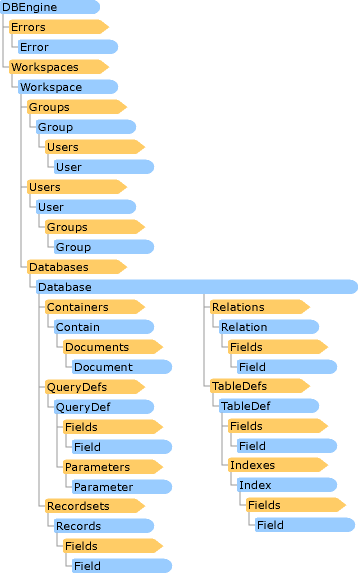 DBEngine
Errors
Error
Workspaces
Workspace
Groups
Group
Users
User
Users
User
Groups
Group
Databases
Database
Containers
Contain
Documents
Document
QueryDefs
QueryDef
Fields
Field
Parameters
Parameter
Recordsets
Records
Fields
Field
Relations
Relation
Fields
Field
TableDefs
TableDef
Fields
Field
Indexes
Index
Fields
Field